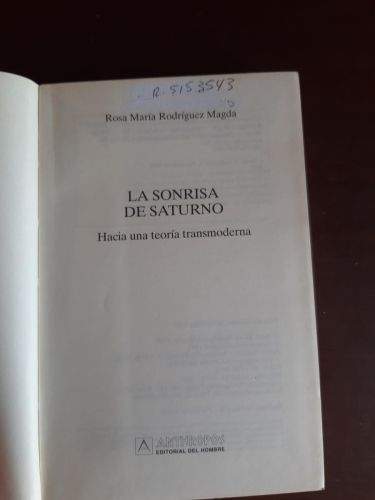 R.5153543
Rosa María Rodríguez Magda
LA SONRISA
DE SATURNO
Hacia una teoría transmoderna
A ANTHROPOS
EDITORIAL DEL HOMBRE